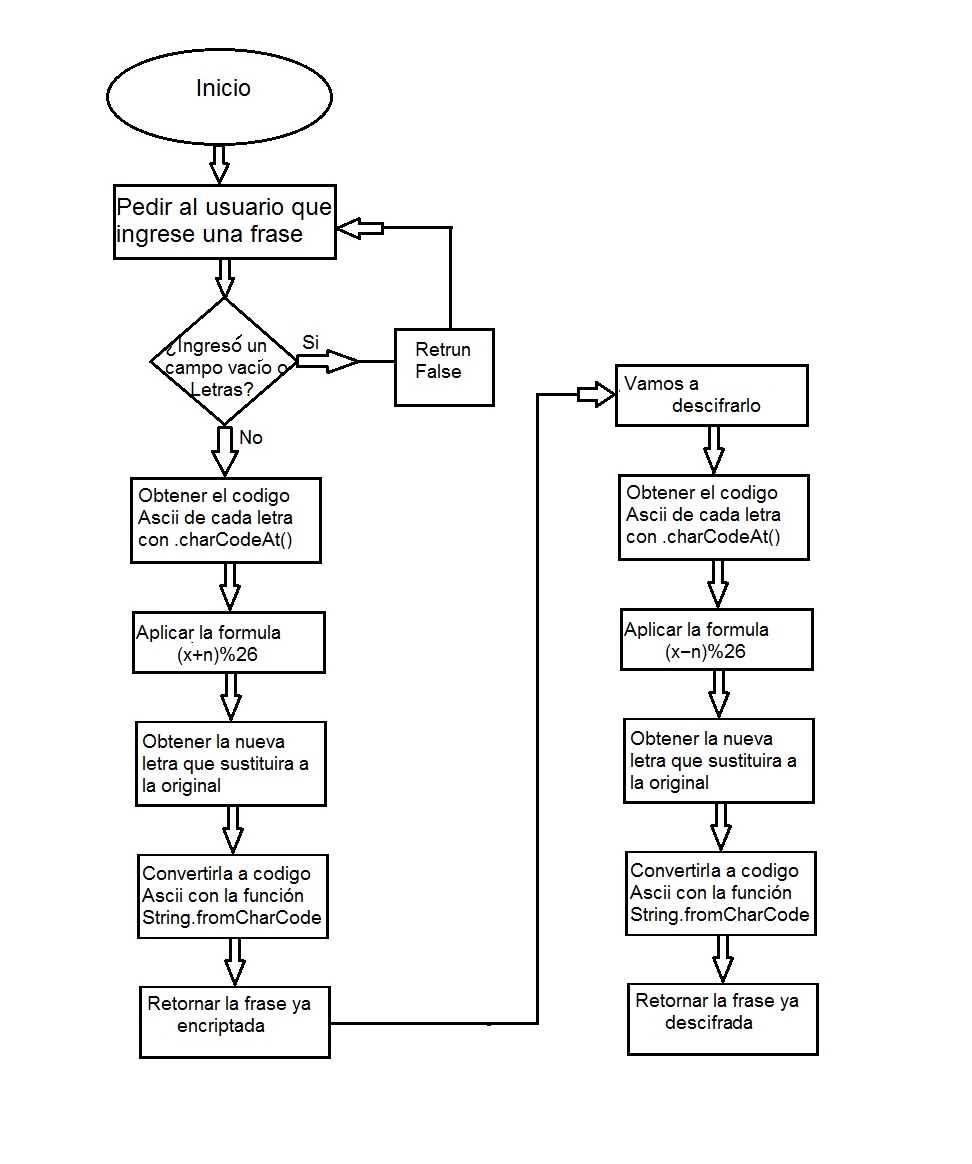 Inicio
Pedir al usuario que
ingrese una frase
¿Ingresó un
campo vacío o
Letras?
Si
Retrun
False
No
Obtener el codigo
Ascii de cada letra
con .charCodeAt()
Aplicar la formula
(x+n)%26
Obtener la nueva
letra que sustituira a
la original
Convertirla a codigo
Ascii con la función
String.fromCharCode
Retornar la frase ya
encriptada
Vamos a
descifrarlo
Obtener el codigo
Ascii de cada letra
con .charCodeAt()
Aplicar la formula
(x−n)%26
Obtener la nueva
letra que sustituira a
la original
Convertirla a codigo
Ascii con la función
String.fromCharCode
Retornar la frase ya
descifrada